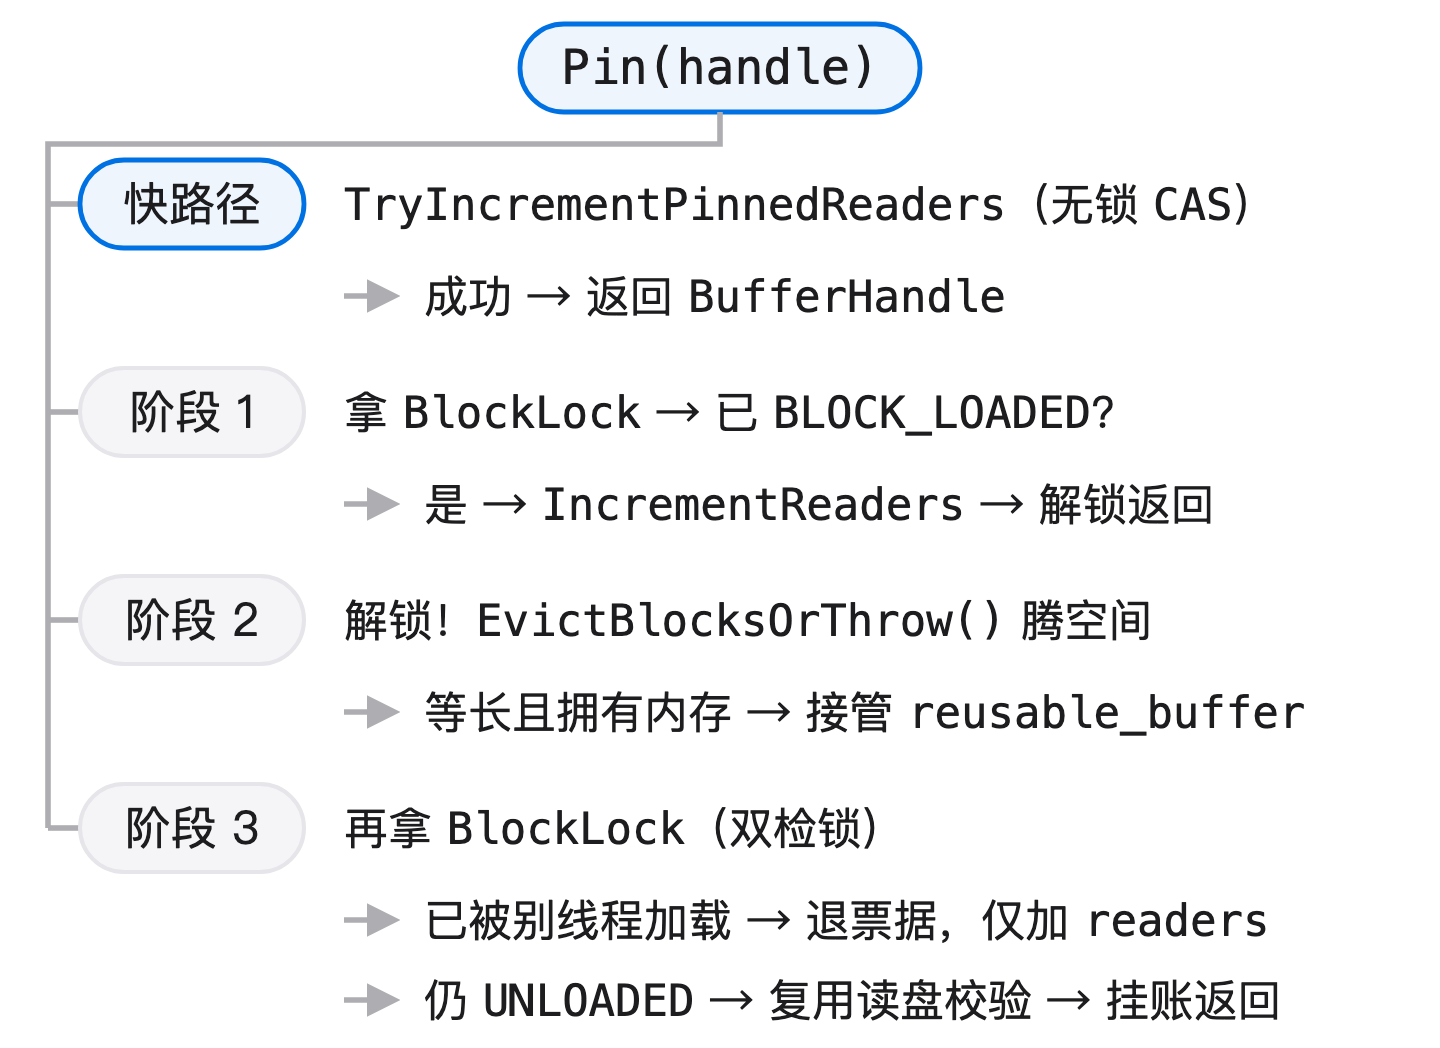 Pin(handle)
快路径 TryIncrementPinnedReaders（无锁 CAS）
成功 → 返回 BufferHandle
阶段 1 拿 BlockLock → 已 BLOCK_LOADED?
是 → IncrementReaders → 解锁返回
阶段 2 解锁！EvictBlocksOrThrow() 腾空间
等长且拥有内存 → 接管 reusable_buffer
阶段 3 再拿 BlockLock（双检锁）
已被别线程加载 → 退票据，仅加 readers
仍 UNLOADED → 复用读盘校验 → 挂账返回